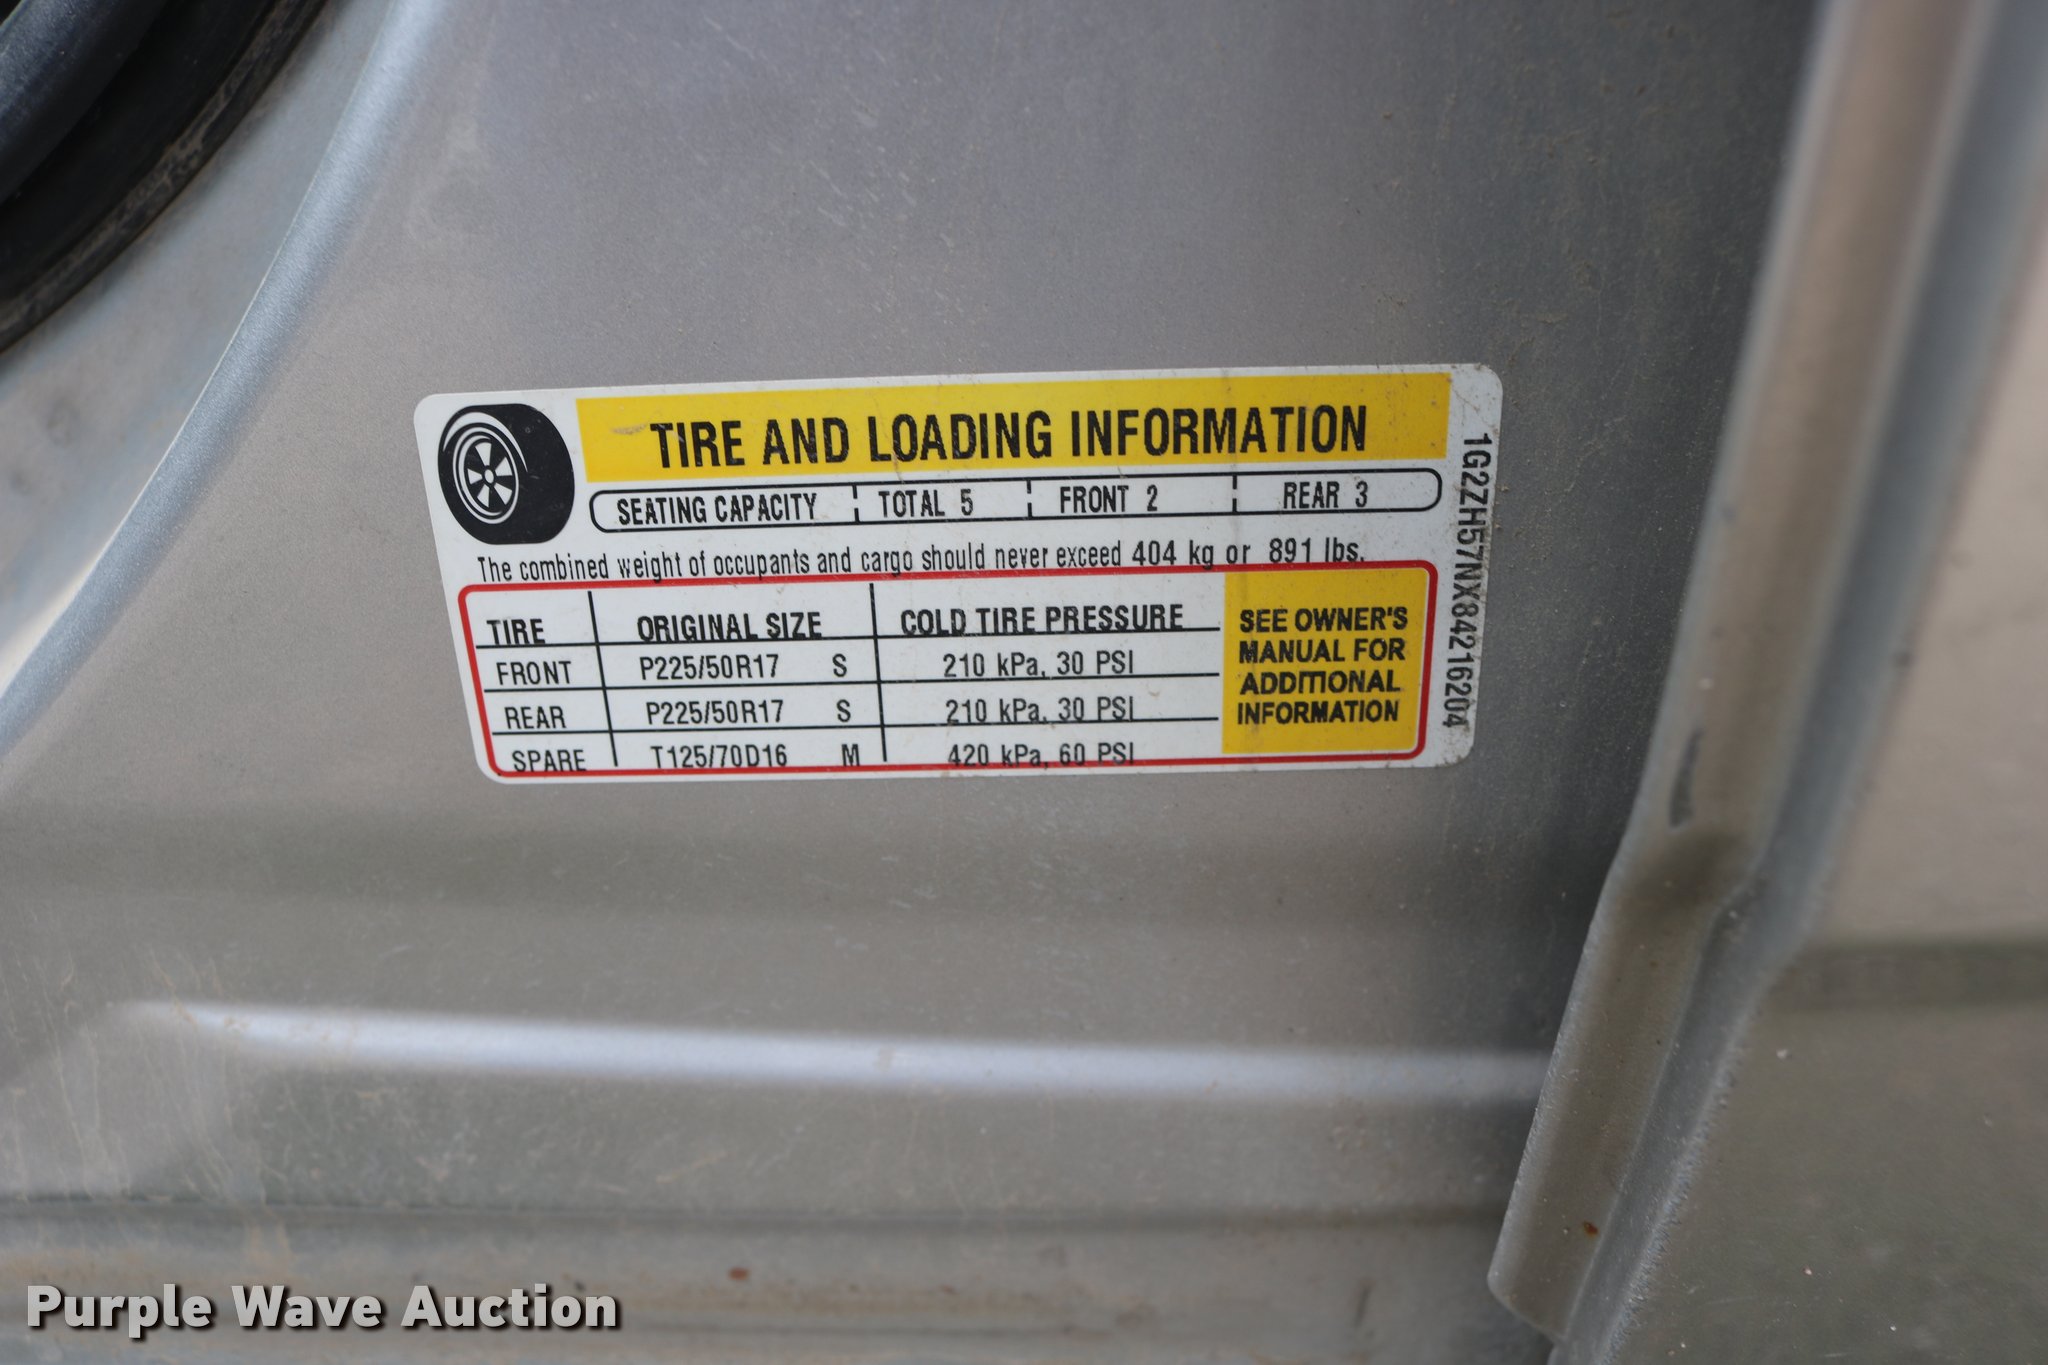 TIRE AND LOADING INFORMATION
SEATING CAPACITY TOTAL 5 FRONT 2 REAR 3
The combined weight of occupants and cargo should never exceed 404 kg or 891 lbs.
TIRE ORIGINAL SIZE COLD TIRE PRESSURE
FRONT P225/50R17 S 210 kPa, 30 PSI
REAR P225/50R17 S 210 kPa, 30 PSI
SPARE T125/70D16 M 420 kPa, 60 PSI
SEE OWNER'S
MANUAL FOR
ADDITIONAL
INFORMATION
1G2ZH57NX84216204
Purple Wave Auction